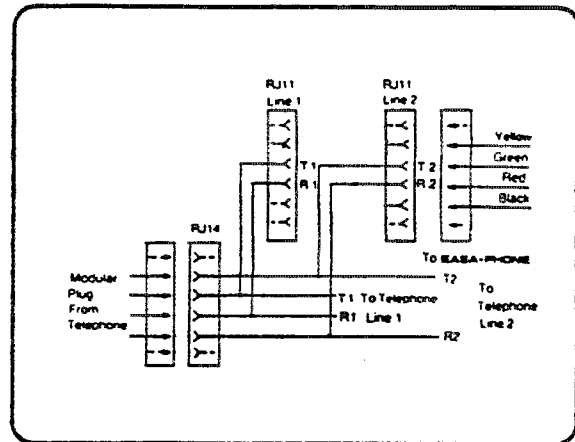 RJ11
Line 1
RJ11
Line 2
Yellow
Green
Red
Black
T1
R1
T2
R2
RJ14
To EASA-PHONE
Modular
Plug
From
Telephone
T2
T1 To Telephone
R1 Line 1
To
Telephone
Line 2
R2